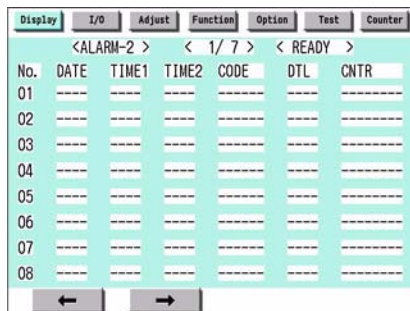 Display I/O Adjust Function Option Test Counter
<ALARM-2 > < 1/ 7 > < READY >
No. DATE TIME1 TIME2 CODE DTL CNTR
01 ---- ---- ---- ------ ---- --------
02 ---- ---- ---- ------ ---- --------
03 ---- ---- ---- ------ ---- --------
04 ---- ---- ---- ------ ---- --------
05 ---- ---- ---- ------ ---- --------
06 ---- ---- ---- ------ ---- --------
07 ---- ---- ---- ------ ---- --------
08 ---- ---- ---- ------ ---- --------
← →